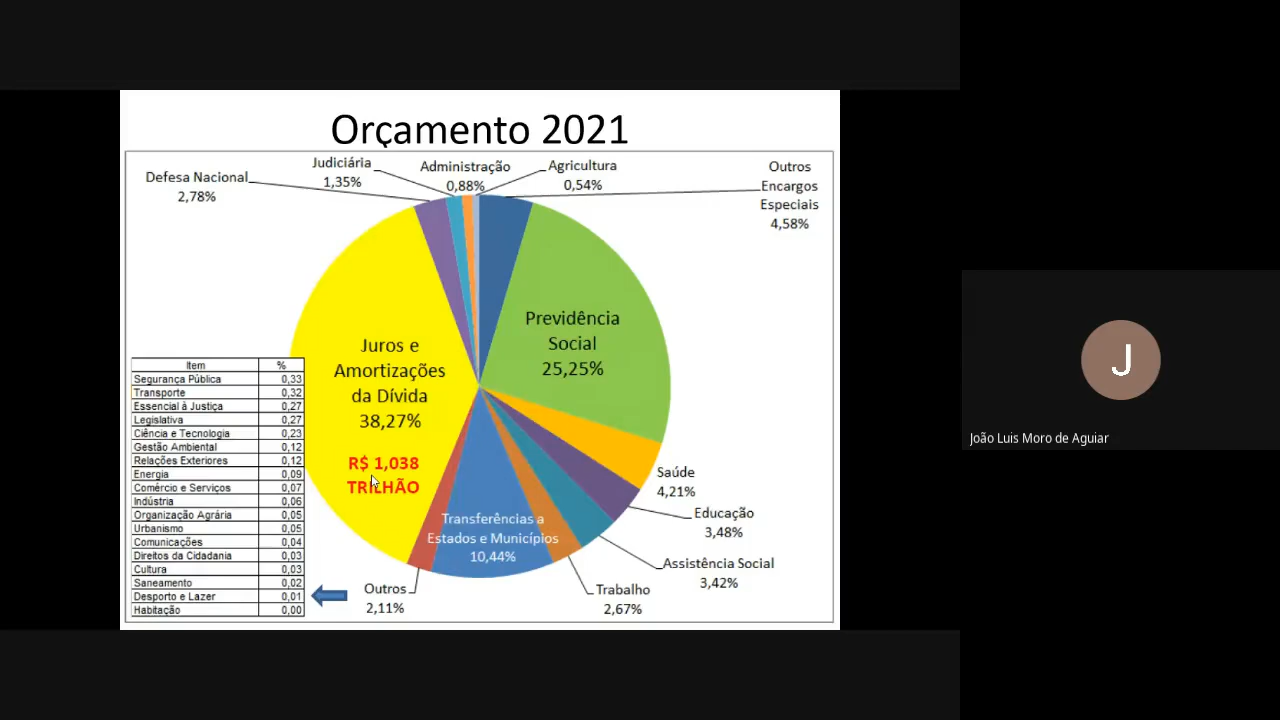 Orçamento 2021
Defesa Nacional
2,78%
Judiciária
1,35%
Administração
0,88%
Agricultura
0,54%
Outros
Encargos
Especiais
4,58%
Previdência
Social
25,25%
Juros e
Amortizações
da Dívida
38,27%
R$ 1,038
TRILHÃO
Saúde
4,21%
Educação
3,48%
Assistência Social
3,42%
Trabalho
2,67%
Transferências a
Estados e Municípios
10,44%
Outros
2,11%
Item %
Segurança Pública 0,33
Transporte 0,32
Essencial à Justiça 0,27
Legislativa 0,27
Ciência e Tecnologia 0,23
Gestão Ambiental 0,12
Relações Exteriores 0,12
Energia 0,09
Comércio e Serviços 0,07
Indústria 0,06
Organização Agrária 0,05
Urbanismo 0,05
Comunicações 0,04
Direitos da Cidadania 0,03
Cultura 0,03
Saneamento 0,02
Desporto e Lazer 0,01
Habitação 0,00
J
João Luis Moro de Aguiar